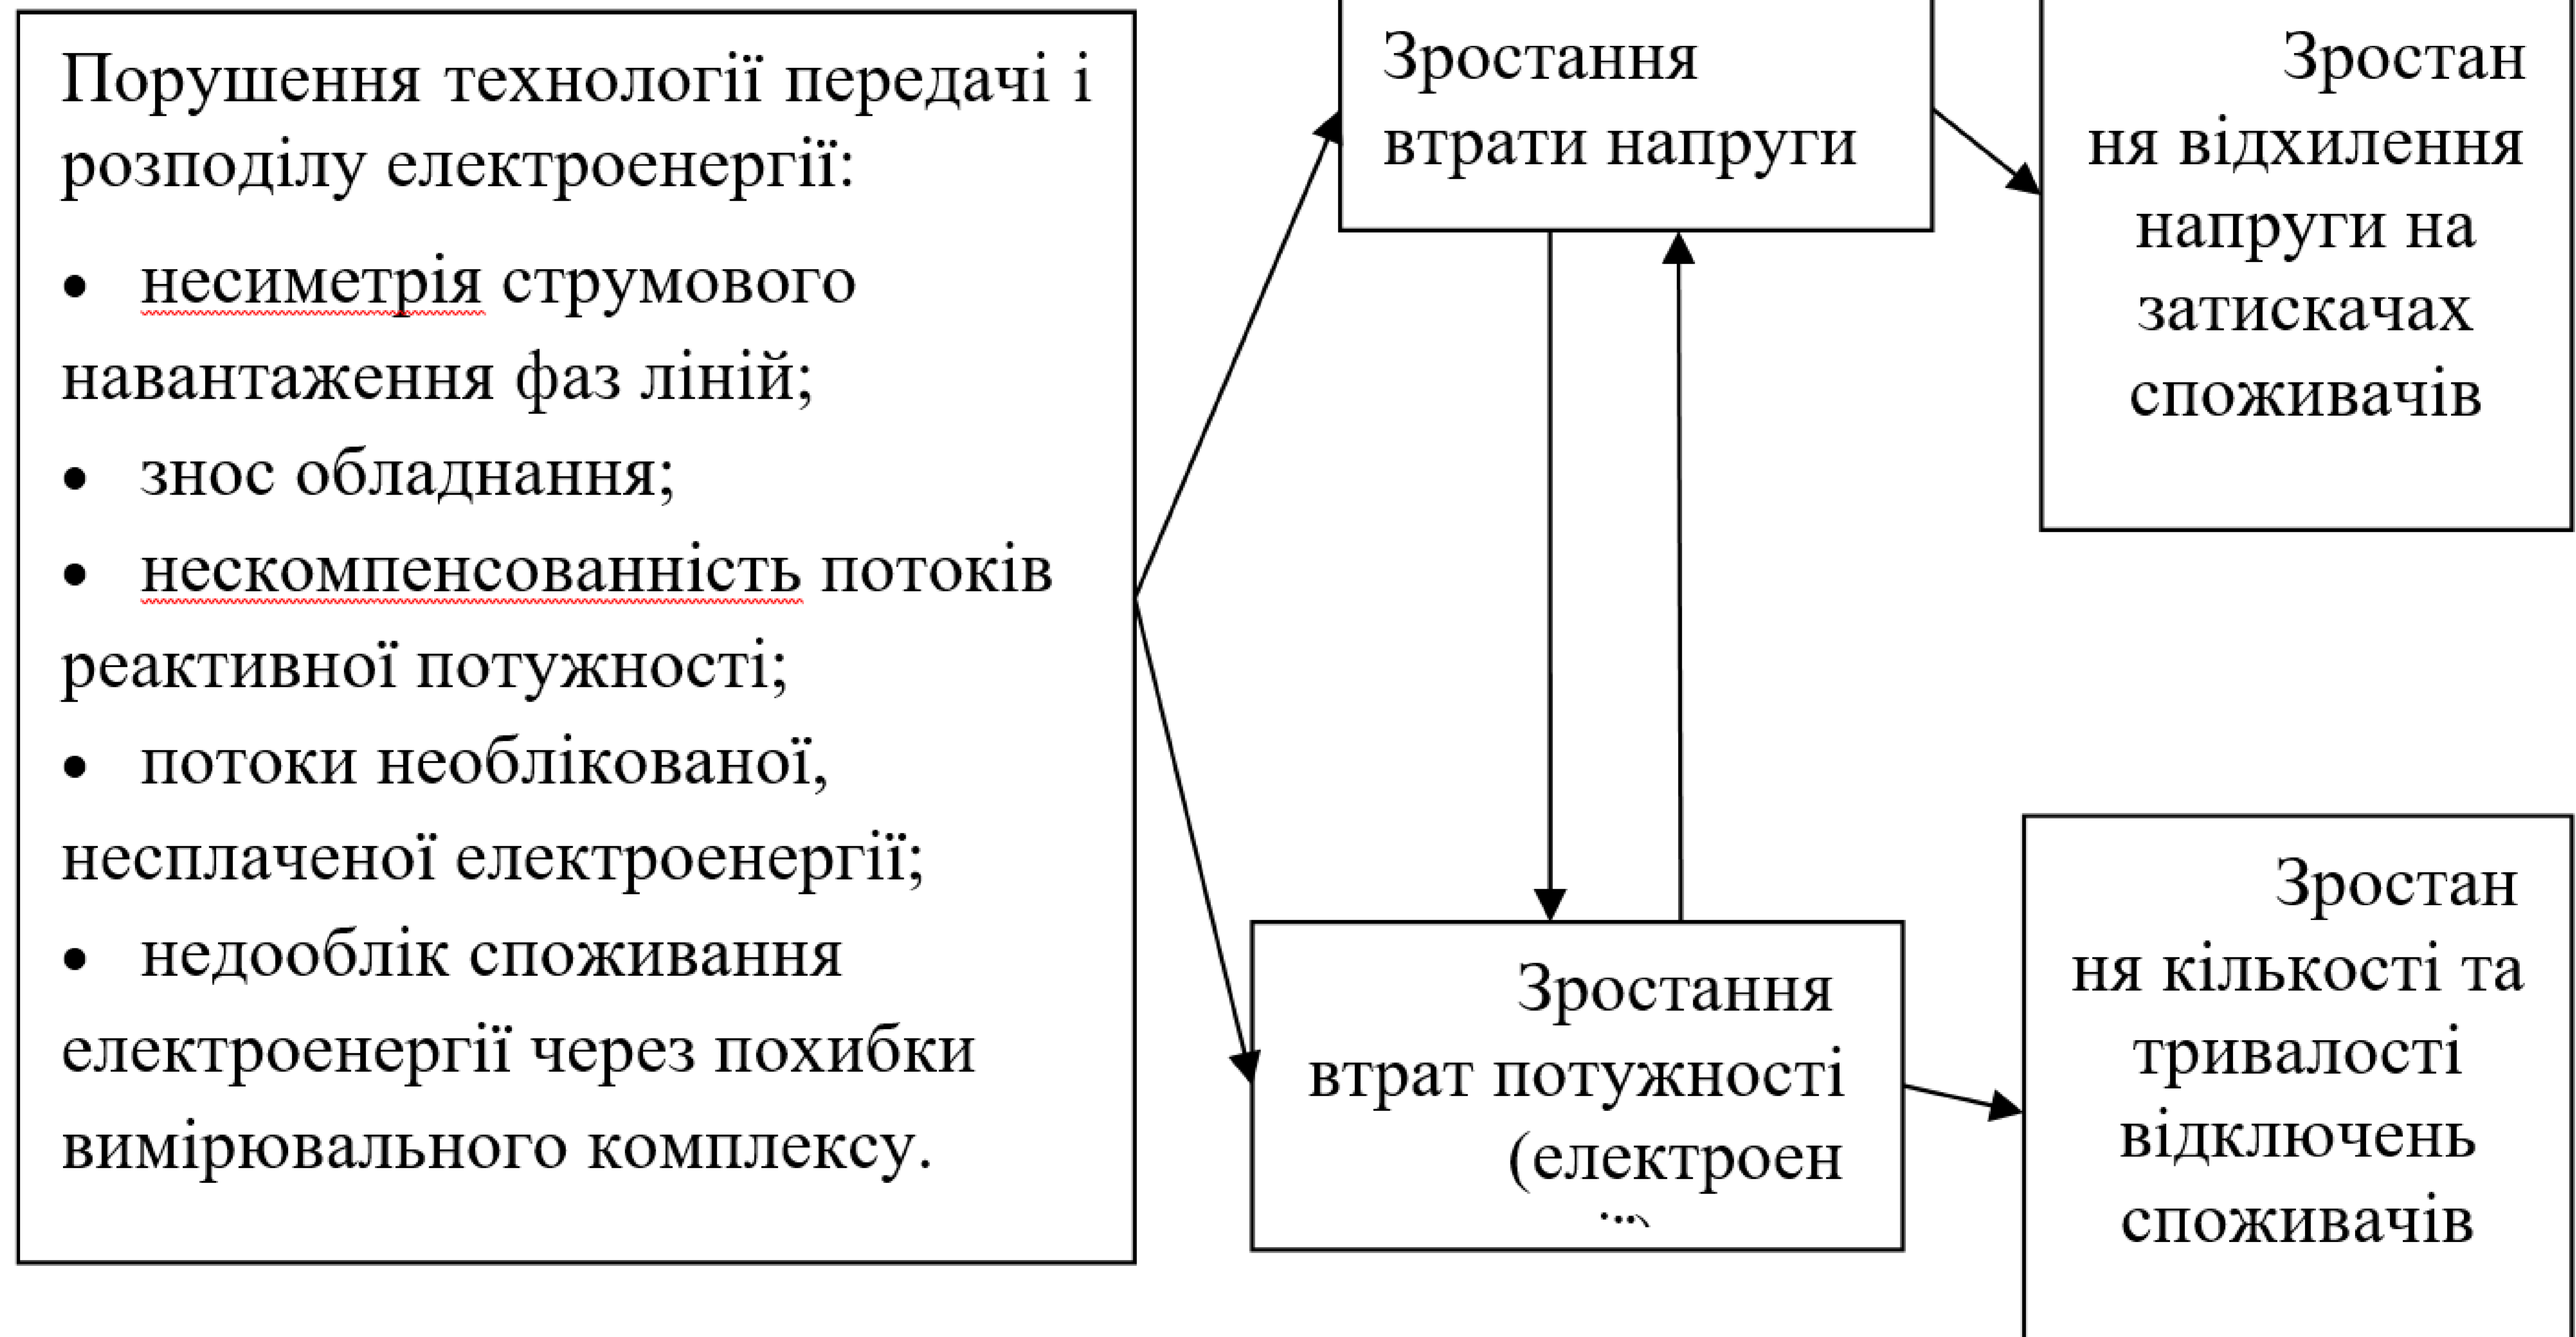 Порушення технології передачі і
розподілу електроенергії:
• несиметрія струмового
навантаження фаз ліній;
• знос обладнання;
• нескомпенсованність потоків
реактивної потужності;
• потоки необлікованої,
несплаченої електроенергії;
• недооблік споживання
електроенергії через похибки
вимірювального комплексу.
Зростання
втрати напруги
Зростання
втрат потужності
(електроен
Зростан
ня відхилення
напруги на
затискачах
споживачів
Зростан
ня кількості та
тривалості
відключень
споживачів